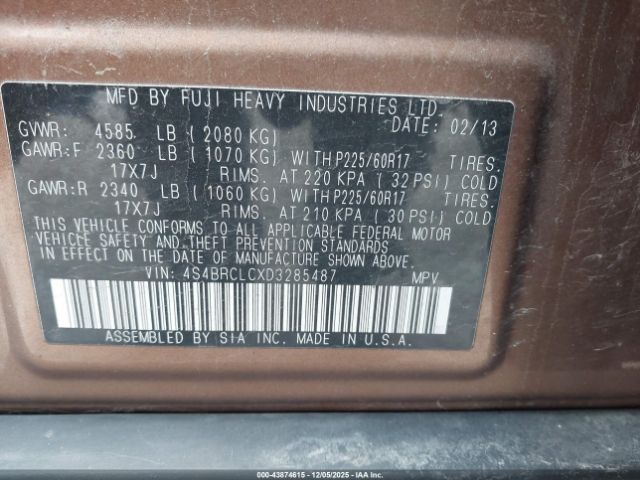 MFD BY FUJI HEAVY INDUSTRIES LTD.
DATE: 02/13
GVWR: 4585 LB (2080 KG)
GAWR:F 2360 LB (1070 KG) WITH P225/60R17 TIRES.
17X7J RIMS. AT 220 KPA (32 PSI) COLD
GAWR:R 2340 LB (1060 KG) WITH P225/60R17 TIRES.
17X7J RIMS. AT 210 KPA (30 PSI) COLD
THIS VEHICLE CONFORMS TO ALL APPLICABLE FEDERAL MOTOR
VEHICLE SAFETY AND THEFT PREVENTION STANDARDS
IN EFFECT ON THE DATE OF MANUFACTURE SHOWN ABOVE.
VIN: 4S4BRCLCXD3285487 MPV
ASSEMBLED BY SIA INC. MADE IN U.S.A.
000-43874615 - 12/05/2025 - IAA Inc.